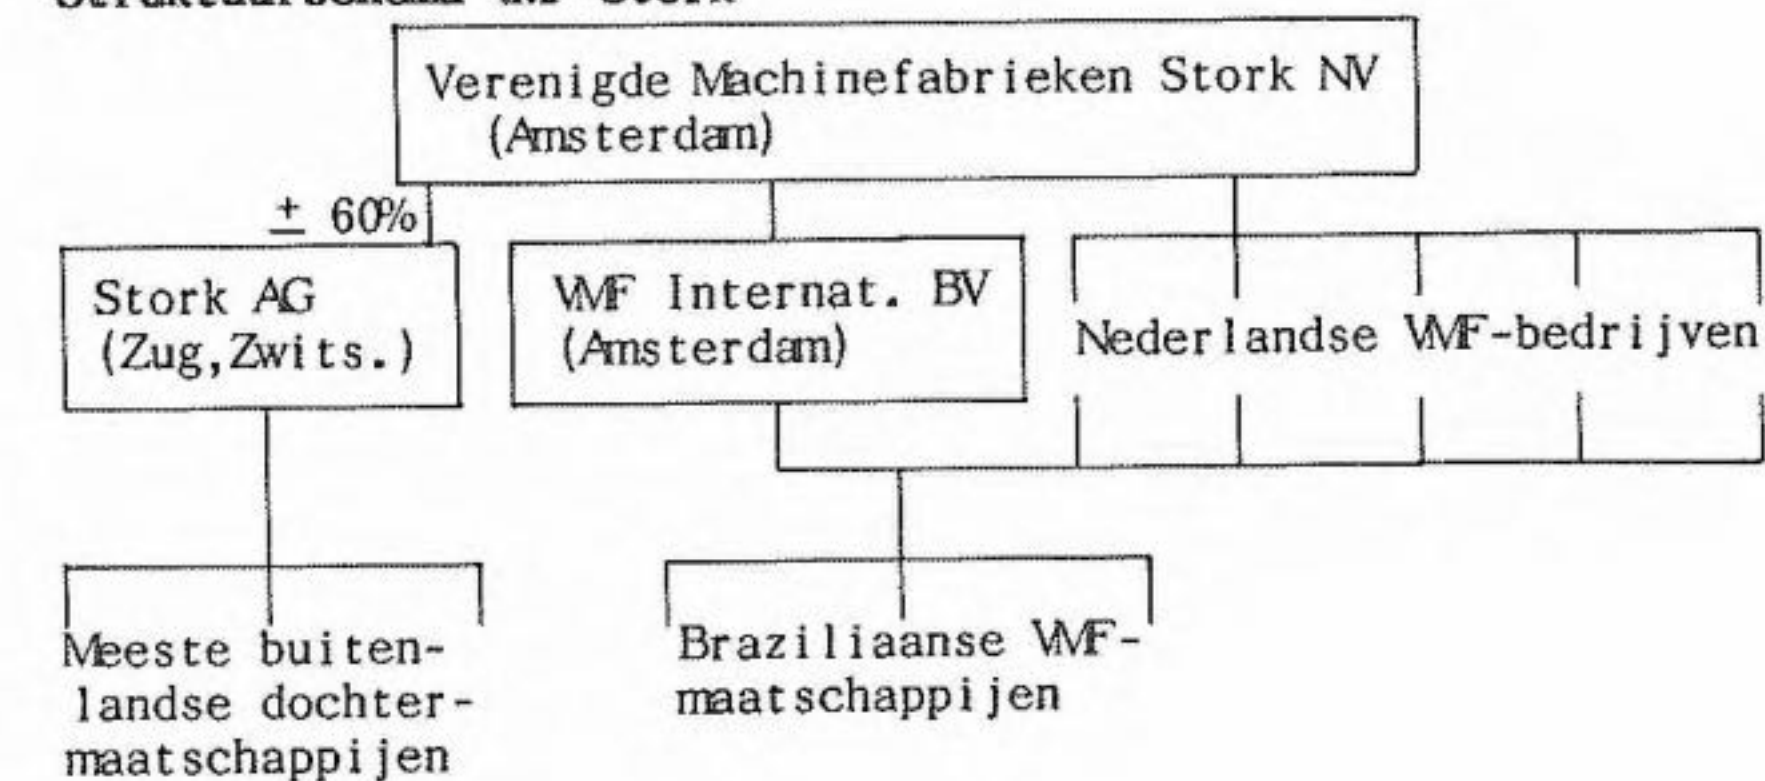 Verenigde Machinefabrieken Stork NV
(Amsterdam)
± 60%
Stork AG
(Zug,Zwits.)
VMF Internat. BV
(Amsterdam)
Nederlandse VMF-bedrijven
Meeste buiten-
landse dochter-
maatschappijen
Braziliaanse VMF-
maatschappijen